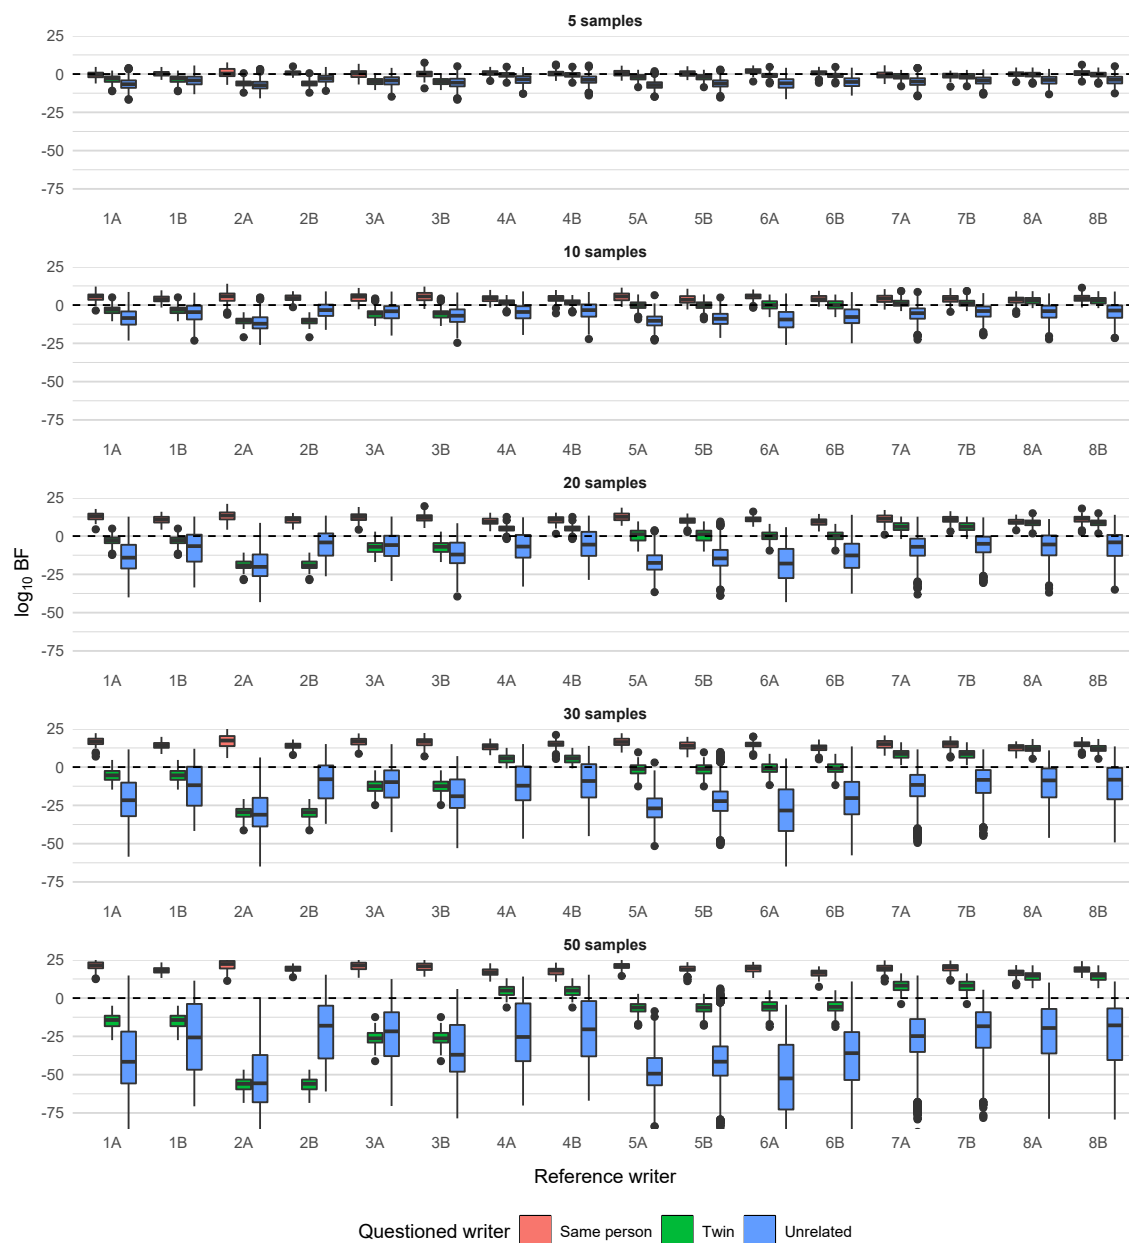 5 samples
25
0
-25
-50
-75
1A 1B 2A 2B 3A 3B 4A 4B 5A 5B 6A 6B 7A 7B 8A 8B
10 samples
25
0
-25
-50
-75
1A 1B 2A 2B 3A 3B 4A 4B 5A 5B 6A 6B 7A 7B 8A 8B
20 samples
25
0
-25
-50
-75
1A 1B 2A 2B 3A 3B 4A 4B 5A 5B 6A 6B 7A 7B 8A 8B
log₁₀ BF
30 samples
25
0
-25
-50
-75
1A 1B 2A 2B 3A 3B 4A 4B 5A 5B 6A 6B 7A 7B 8A 8B
50 samples
25
0
-25
-50
-75
1A 1B 2A 2B 3A 3B 4A 4B 5A 5B 6A 6B 7A 7B 8A 8B
Reference writer
Questioned writer Same person Twin Unrelated